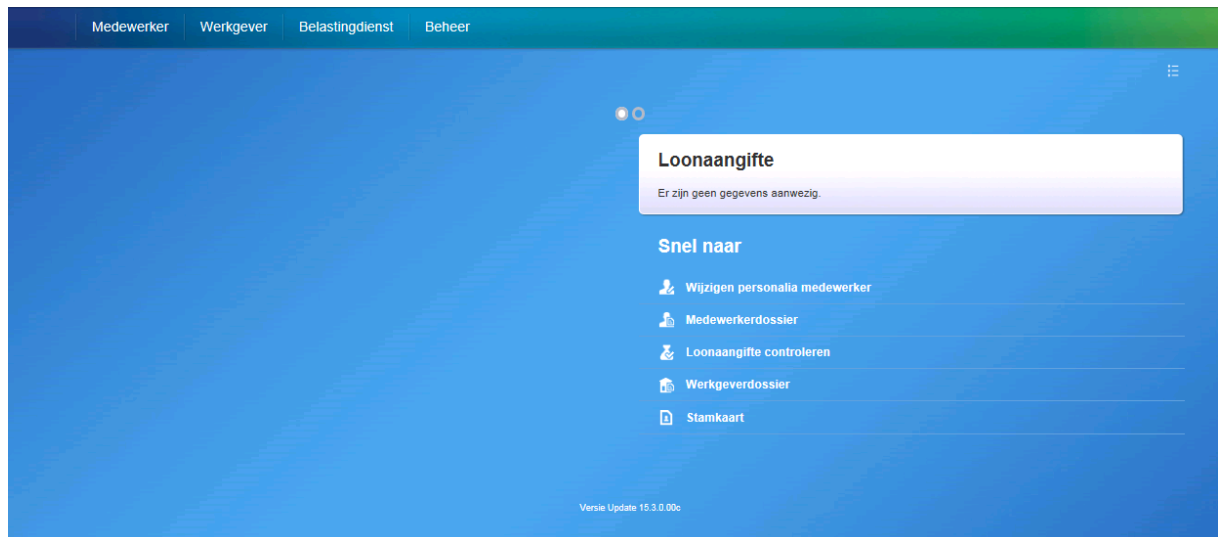 Medewerker Werkgever Belastingdienst Beheer
Loonaangifte
Er zijn geen gegevens aanwezig.
Snel naar
Wijzigen personalia medewerker
Medewerkerdossier
Loonaangifte controleren
Werkgeverdossier
Stamkaart
Versie Update 15.3.0.00c